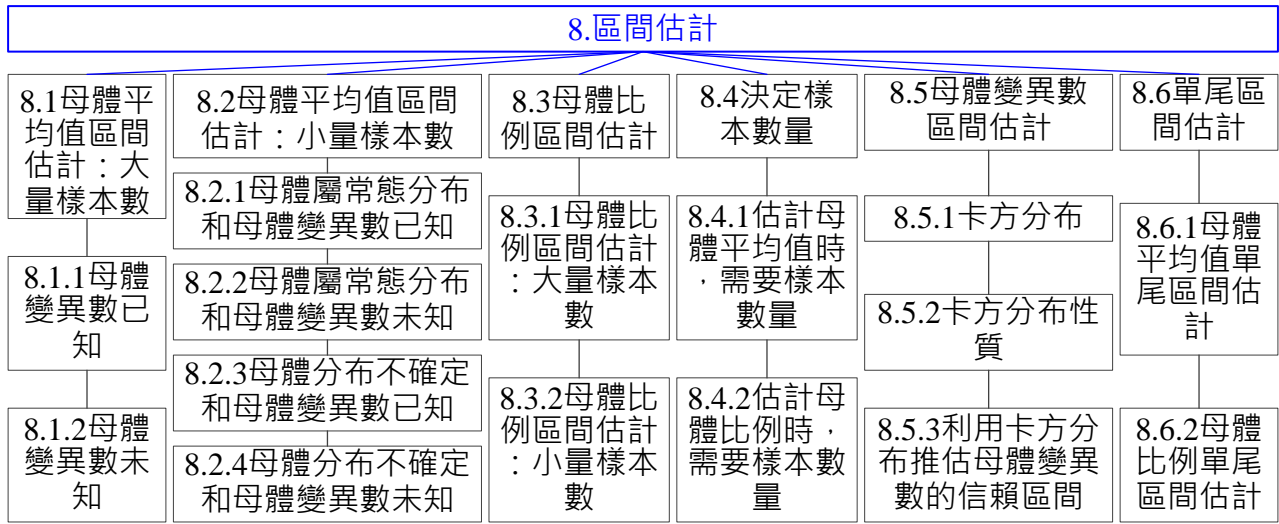 8.區間估計
8.1母體平
均值區間
估計：大
量樣本數
8.1.1母體
變異數已
知
8.1.2母體
變異數未
知
8.2母體平均值區間
估計：小量樣本數
8.2.1母體屬常態分布
和母體變異數已知
8.2.2母體屬常態分布
和母體變異數未知
8.2.3母體分布不確定
和母體變異數已知
8.2.4母體分布不確定
和母體變異數未知
8.3母體比
例區間估計
8.3.1母體比
例區間估計
：大量樣本
數
8.3.2母體比
例區間估計
：小量樣本
數
8.4決定樣
本數量
8.4.1估計母
體平均值時
，需要樣本
數量
8.4.2估計母
體比例時，
需要樣本數
量
8.5母體變異數
區間估計
8.5.1卡方分布
8.5.2卡方分布性
質
8.5.3利用卡方分
布推估母體變異
數的信賴區間
8.6單尾區
間估計
8.6.1母體
平均值單
尾區間估
計
8.6.2母體
比例單尾
區間估計